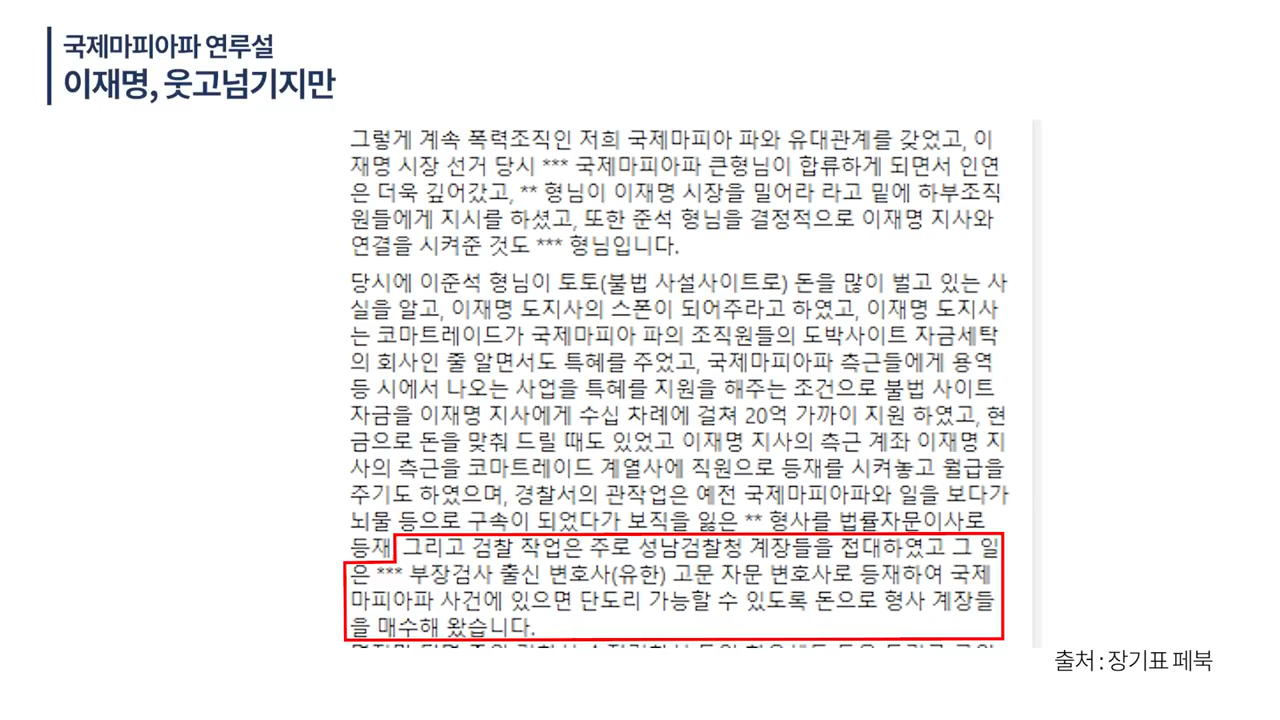 국제마피아파 연루설
이재명, 웃고넘기지만
그렇게 계속 폭력조직인 저희 국제마피아 파와 유대관계를 갖었고, 이
재명 시장 선거 당시 *** 국제마피아파 큰형님이 합류하게 되면서 인연
은 더욱 깊어갔고, ** 형님이 이재명 시장을 밀어라 라고 밑에 하부조직
원들에게 지시를 하셨고, 또한 준석 형님을 결정적으로 이재명 지사와
연결을 시켜준 것도 *** 형님입니다.
당시에 이준석 형님이 토토(불법 사설사이트로) 돈을 많이 벌고 있는 사
실을 알고, 이재명 도지사의 스폰이 되어주라고 하였고, 이재명 도지사
는 코마트레이드가 국제마피아 파의 조직원들의 도박사이트 자금세탁
의 회사인 줄 알면서도 특혜를 주었고, 국제마피아파 측근들에게 용역
등 시에서 나오는 사업을 특혜를 지원을 해주는 조건으로 불법 사이트
자금을 이재명 지사에게 수십 차례에 걸쳐 20억 가까이 지원 하였고, 현
금으로 돈을 맞춰 드릴 때도 있었고 이재명 지사의 측근 계좌 이재명 지
사의 측근을 코마트레이드 계열사에 직원으로 등재를 시켜놓고 월급을
주기도 하였으며, 경찰서의 관작업은 예전 국제마피아파와 일을 보다가
뇌물 등으로 구속이 되었다가 보직을 잃은 ** 형사를 법률자문이사로
등재 그리고 검찰 작업은 주로 성남검찰청 계장들을 접대하였고 그 일
은 *** 부장검사 출신 변호사(유한) 고문 자문 변호사로 등재하여 국제
마피아파 사건에 있으면 단도리 가능할 수 있도록 돈으로 형사 계장들
을 매수해 왔습니다.
출처 : 장기표 페북